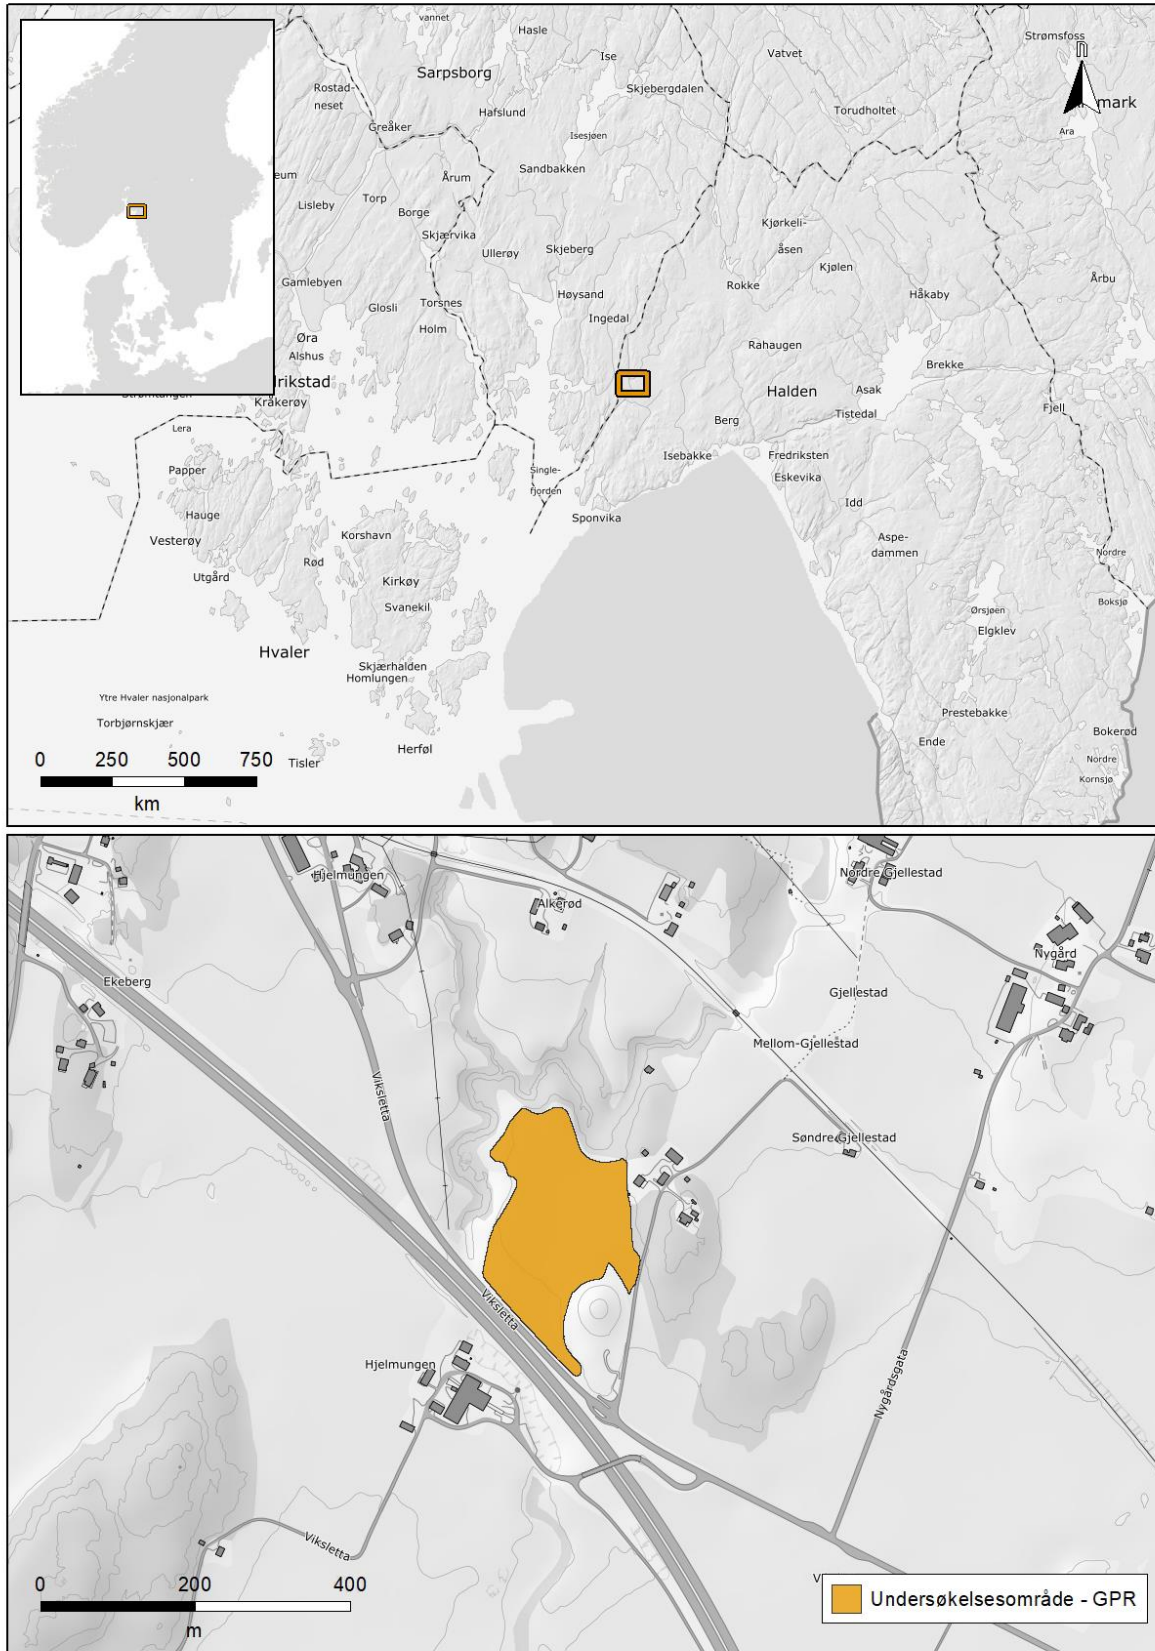 vannet
Hasle
Strømsfoss
n
Ise
Vatvet
Sarpsborg
Rostad-
neset
Skjebergdalen
mark
Hafslund
Torudholtet
Greåker
Isesjøen
Ara
Sandbakken
eum
Årum
Torp
Lisleby
Borge
Kjørkeli-
åsen
Skjærvika
Ullerøy
Skjeberg
Kjølen
Årbu
Gamlebyen
Rokke
Høysand
Håkaby
Glosli
Torsnes
Ingedal
Holm
Øra
Rahaugen
Alshus
Brekke
drikstad
Halden
Asak
Kråkerøy
Tistedal
Fjell
Berg
Lera
Isebakke
Fredriksten
Papper
Single-
fjorden
Eskevika
Idd
Hauge
Sponvika
Korshavn
Vesterøy
Aspe-
dammen
Nordre
Boksjø
Rød
Utgård
Kirkøy
Svanekil
Ørsjøen
Elgklev
Hvaler
Skjærhalden
Homlungen
Ytre Hvaler nasjonalpark
Prestebakke
Torbjørnskjær
Bokerød
Ende
Herføl
0 250 500 750
Tisler
Nordre
Kornsjø
km
Hjelmungen
Nordre Gjellestad
Alkerød
Nygård
Ekeberg
Gjellestad
Mellom-Gjellestad
Viksletta
Søndre Gjellestad
Viksletta
Hjelmungen
Nygårdsgata
Viksletta
0 200 400
V
Undersøkelsesområde - GPR
m